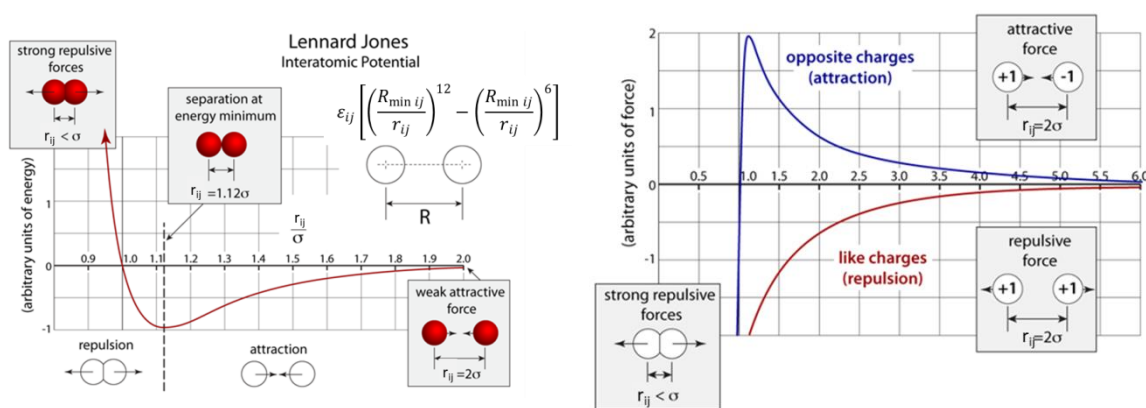 Lennard Jones
Interatomic Potential
strong repulsive
forces
r_ij < σ
separation at
energy minimum
r_ij =1.12σ
ε_ij [(R_min ij / r_ij)^12 − (R_min ij / r_ij)^6]
R
r_ij
σ
(arbitrary units of energy)
1
0
-1
0.9
1.0
1.1
1.2
1.3
1.4
1.5
1.6
1.7
1.8
1.9
2.0
weak attractive
force
r_ij =2σ
repulsion
attraction
(arbitrary units of force)
2
1
0
-1
0.5
1.0
1.5
2.0
2.5
3.0
3.5
4.0
4.5
5.0
5.5
6.0
opposite charges
(attraction)
attractive
force
+1
-1
r_ij=2σ
like charges
(repulsion)
repulsive
force
+1
+1
r_ij=2σ
strong repulsive
forces
r_ij < σ